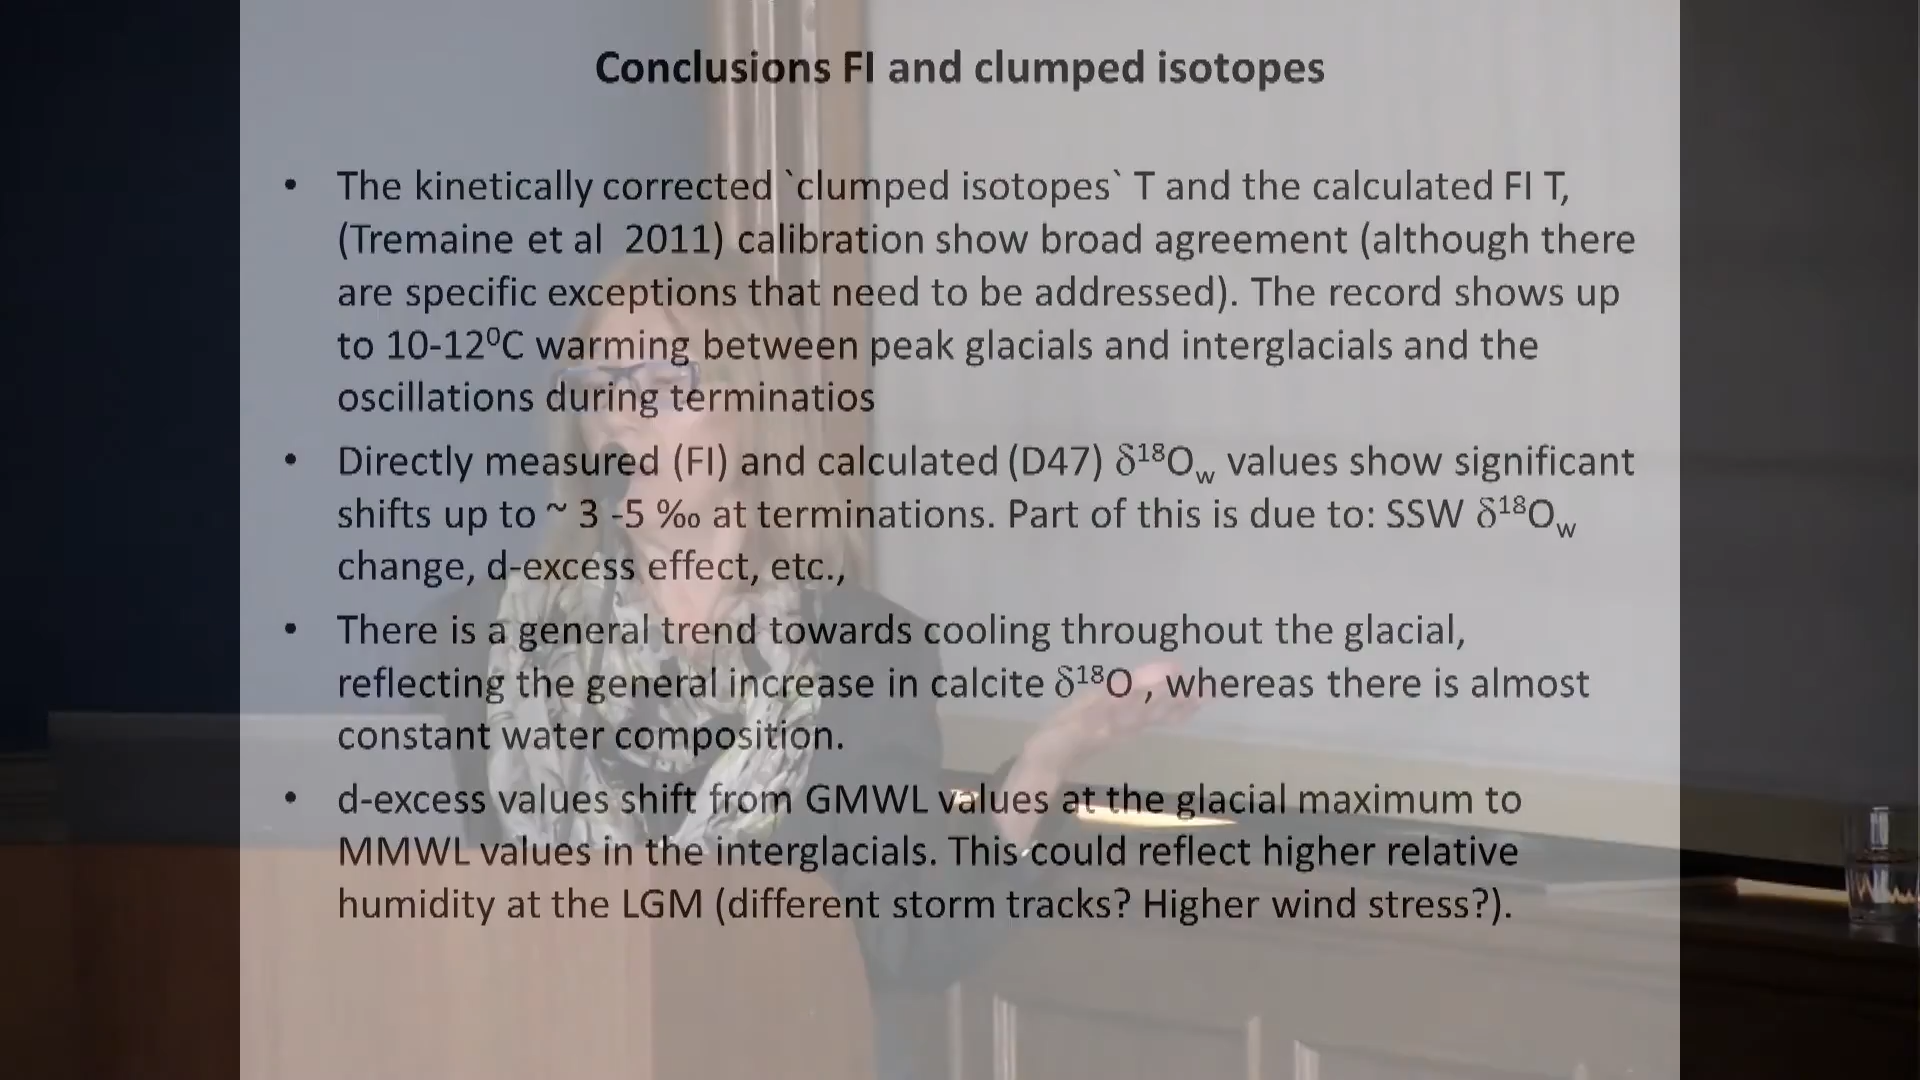 Conclusions FI and clumped isotopes
• The kinetically corrected `clumped isotopes` T and the calculated FI T,
(Tremaine et al  2011) calibration show broad agreement (although there
are specific exceptions that need to be addressed). The record shows up
to 10-12⁰C warming between peak glacials and interglacials and the
oscillations during terminatios
• Directly measured (FI) and calculated (D47) δ¹⁸Ow values show significant
shifts up to ~ 3 -5 ‰ at terminations. Part of this is due to: SSW δ¹⁸Ow
change, d-excess effect, etc.,
• There is a general trend towards cooling throughout the glacial,
reflecting the general increase in calcite δ¹⁸O , whereas there is almost
constant water composition.
• d-excess values shift from GMWL values at the glacial maximum to
MMWL values in the interglacials. This could reflect higher relative
humidity at the LGM (different storm tracks? Higher wind stress?).